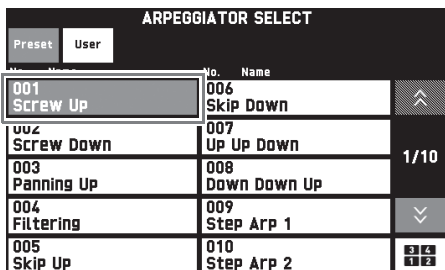 ARPEGGIATOR SELECT
Preset User
No. Name No. Name
001 Screw Up
002 Screw Down
003 Panning Up
004 Filtering
005 Skip Up
006 Skip Down
007 Up Up Down
008 Down Down Up
009 Step Arp 1
010 Step Arp 2
1/10
3 4
1 2